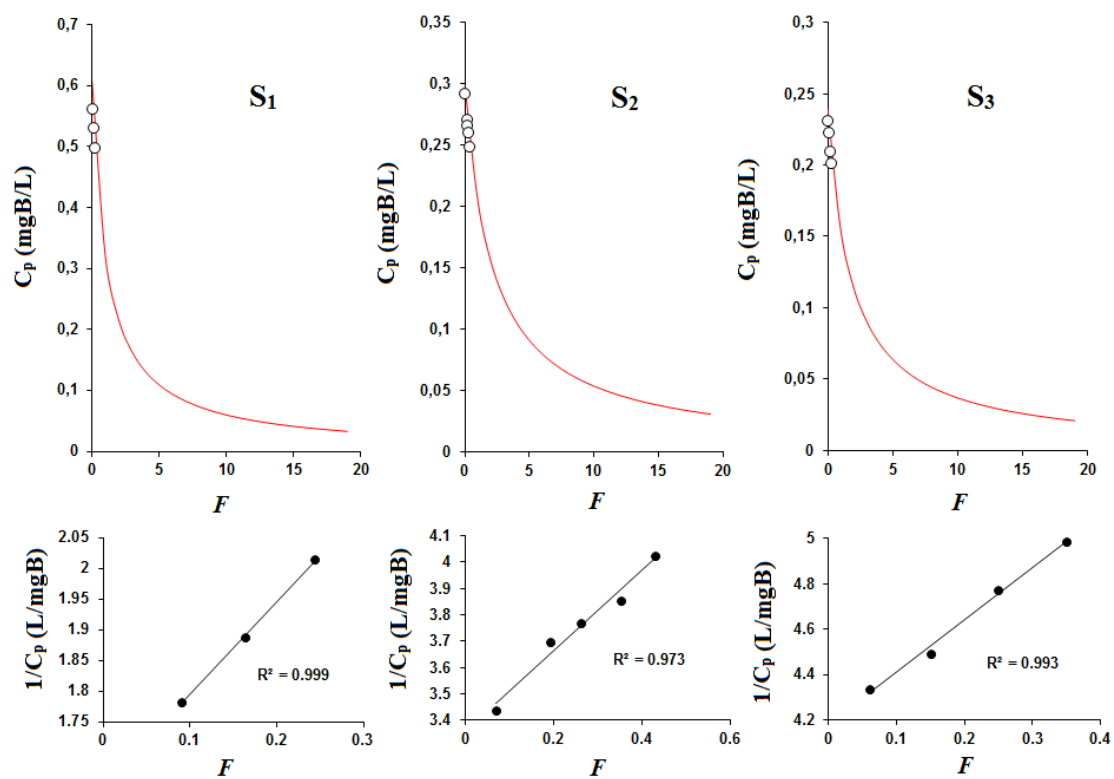 0,7
0,6
0,5
0,4
0,3
0,2
0,1
0
Cₚ (mgB/L)
S₁
0 5 10 15 20
F
0,35
0,3
0,25
0,2
0,15
0,1
0,05
0
Cₚ (mgB/L)
S₂
0 5 10 15 20
F
0,3
0,25
0,2
0,15
0,1
0,05
0
Cₚ (mgB/L)
S₃
0 5 10 15 20
F
2.05
2
1.95
1.9
1.85
1.8
1.75
1/Cₚ (L/mgB)
R² = 0.999
0 0.1 0.2 0.3
F
4.1
4
3.9
3.8
3.7
3.6
3.5
3.4
1/Cₚ (L/mgB)
R² = 0.973
0 0.2 0.4 0.6
F
5
4.8
4.6
4.4
4.2
1/Cₚ (L/mgB)
R² = 0.993
0 0.1 0.2 0.3 0.4
F